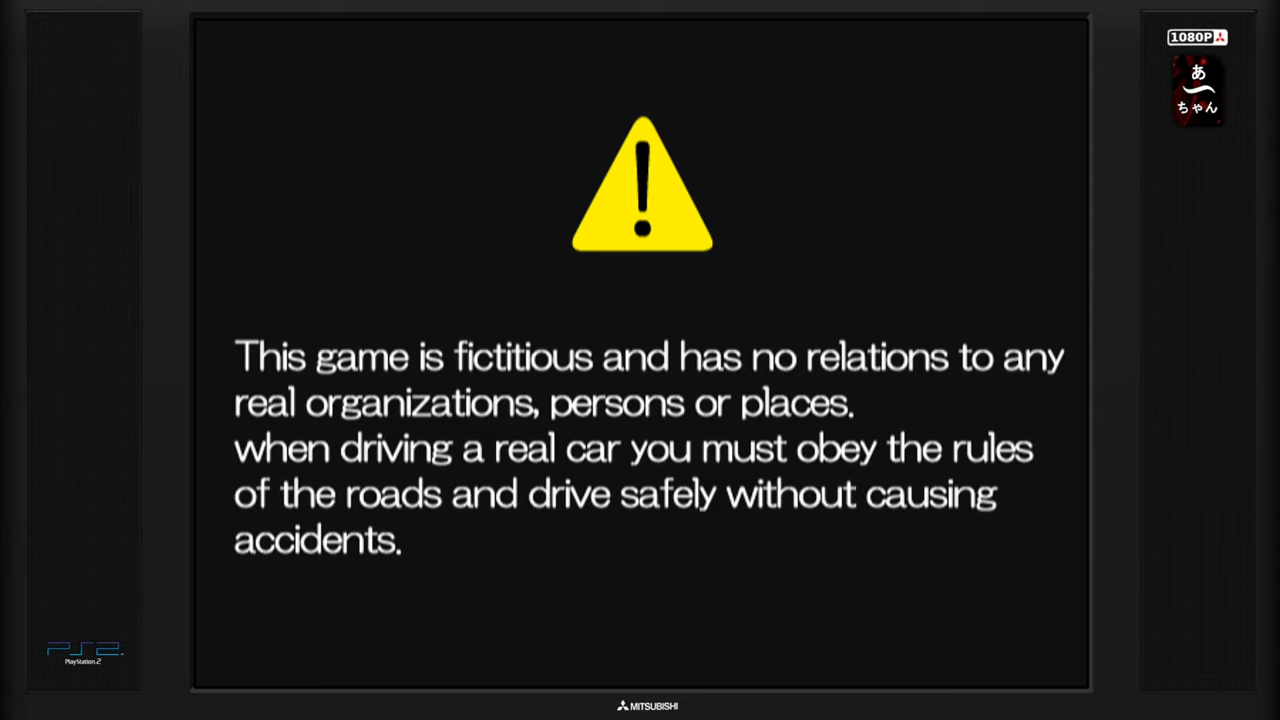 1080P
あ
ー
ちゃん
This game is fictitious and has no relations to any
real organizations, persons or places.
when driving a real car you must obey the rules
of the roads and drive safely without causing
accidents.
PS2
PlayStation.2
MITSUBISHI